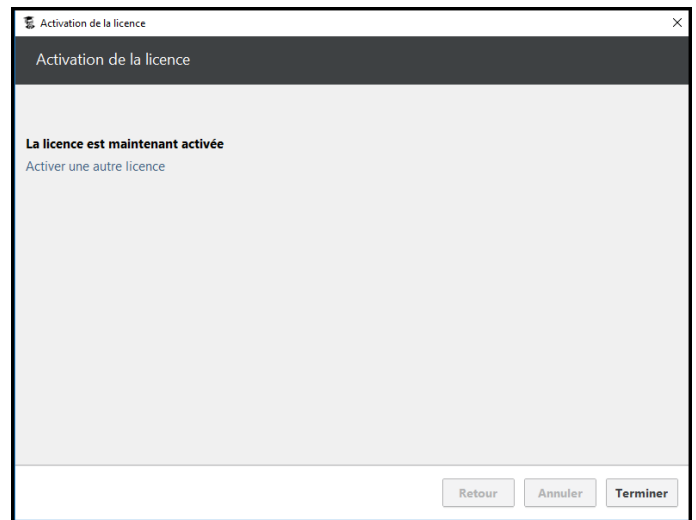 Activation de la licence
Activation de la licence
La licence est maintenant activée
Activer une autre licence
Retour Annuler Terminer